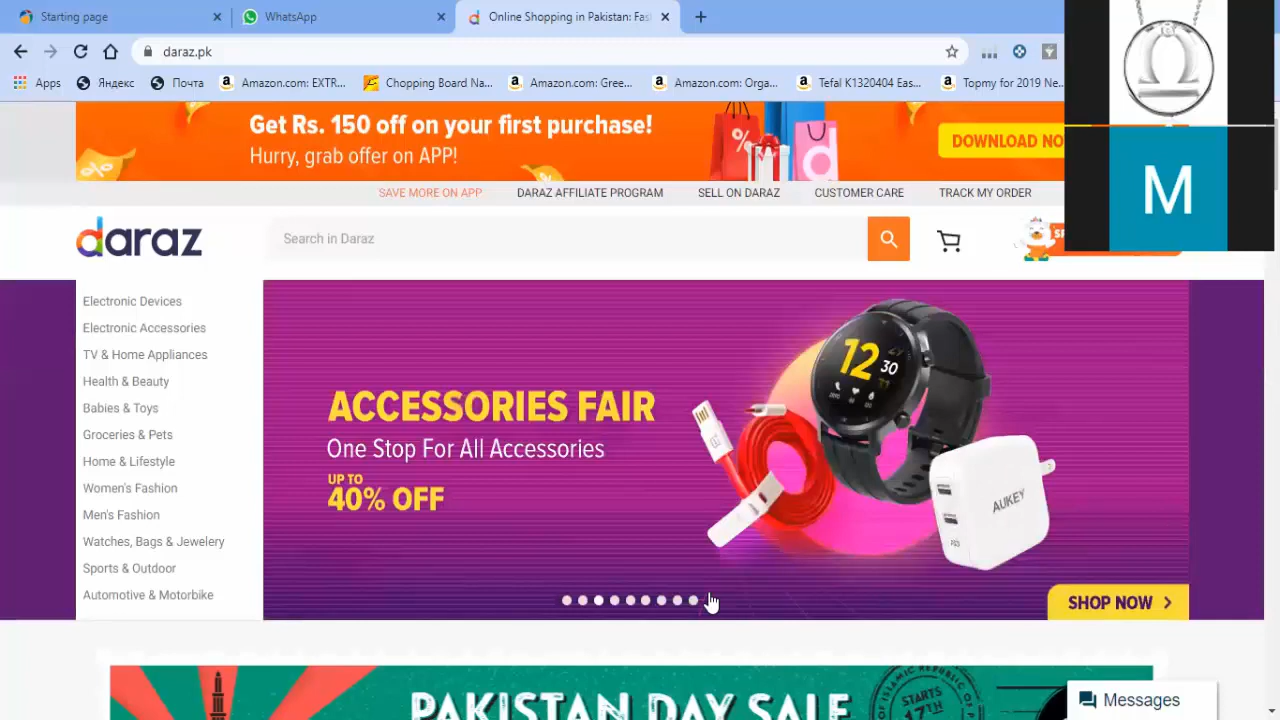 Starting page
WhatsApp
Online Shopping in Pakistan: Fas
daraz.pk
Apps
Яндекс
Почта
Amazon.com: EXTR...
Chopping Board Na...
Amazon.com: Gree...
Amazon.com: Orga...
Tefal K1320404 Eas...
Topmy for 2019 Ne...
Get Rs. 150 off on your first purchase!
Hurry, grab offer on APP!
DOWNLOAD NO
SAVE MORE ON APP
DARAZ AFFILIATE PROGRAM
SELL ON DARAZ
CUSTOMER CARE
TRACK MY ORDER
M
daraz
Search in Daraz
Electronic Devices
Electronic Accessories
TV & Home Appliances
Health & Beauty
Babies & Toys
Groceries & Pets
Home & Lifestyle
Women's Fashion
Men's Fashion
Watches, Bags & Jewelery
Sports & Outdoor
Automotive & Motorbike
ACCESSORIES FAIR
One Stop For All Accessories
UP TO
40% OFF
12
30
AUKEY
SHOP NOW
PAKISTAN DAY SALE
ISLAMIC REPUBLIC OF
STARTS
17TH
Messages